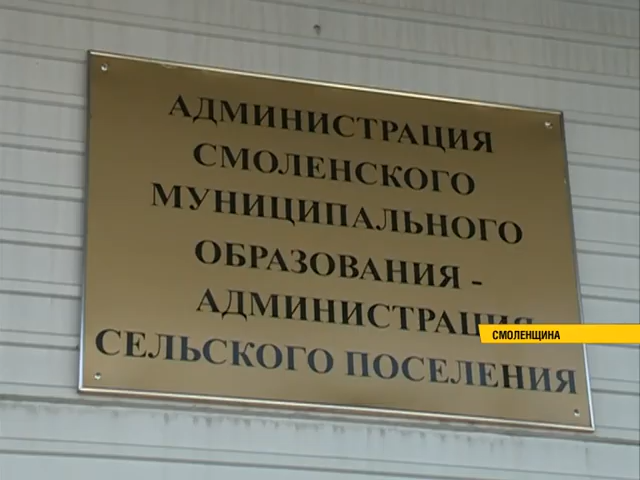 АДМИНИСТРАЦИЯ
СМОЛЕНСКОГО
МУНИЦИПАЛЬНОГО
ОБРАЗОВАНИЯ -
АДМИНИСТРАЦИЯ
СЕЛЬСКОГО ПОСЕЛЕНИЯ
СМОЛЕНЩИНА